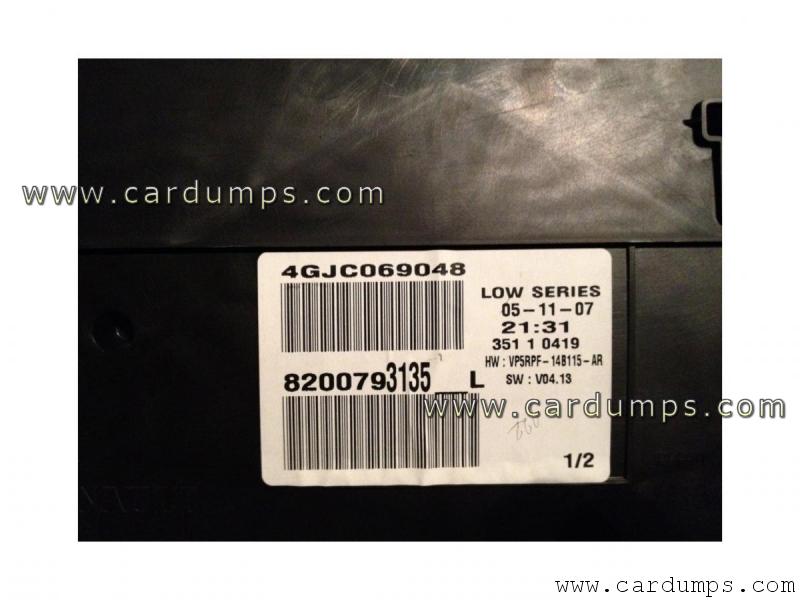 www.cardumps.com
4GJC069048
LOW SERIES
05-11-07
21:31
351 1 0419
HW : VP5RPF-14B115-AR
SW : V04.13
8200793135__L
www.cardumps.com
1/2
www.cardumps.com